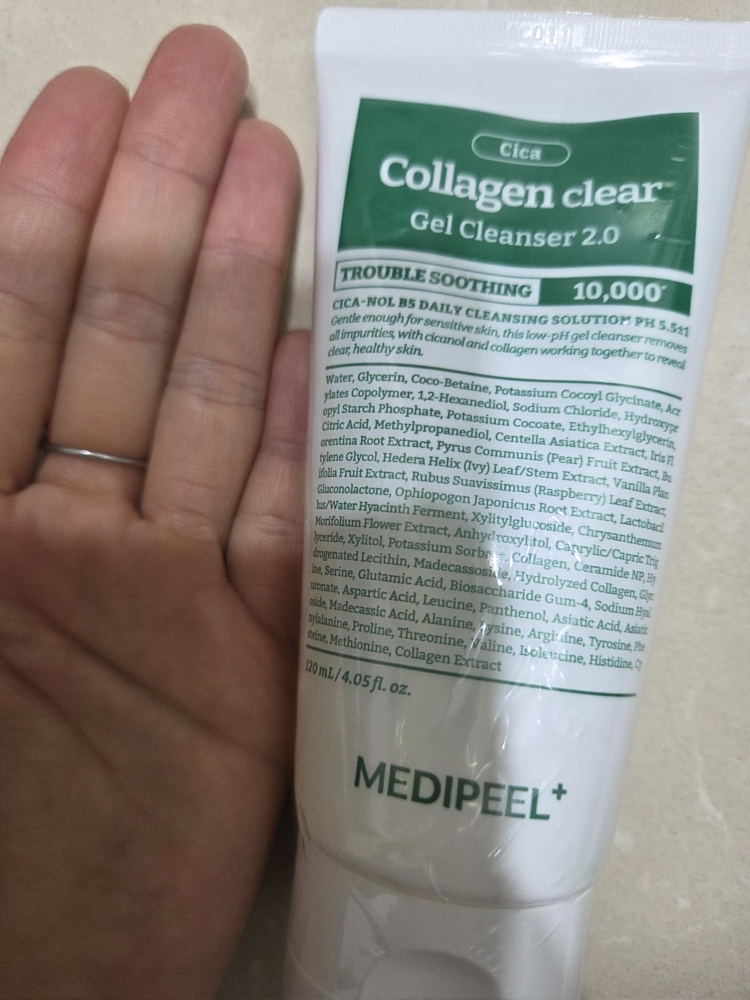 Cica
Collagen clear
Gel Cleanser 2.0
TROUBLE SOOTHING 10,000*
CICA-NOL B5 DAILY CLEANSING SOLUTION PH 5.5±1
Gentle enough for sensitive skin, this low-pH gel cleanser removes
all impurities, with cicanol and collagen working together to reveal
clear, healthy skin.
Water, Glycerin, Coco-Betaine, Potassium Cocoyl Glycinate, Acr
ylates Copolymer, 1,2-Hexanediol, Sodium Chloride, Hydroxypr
opyl Starch Phosphate, Potassium Cocoate, Ethylhexylglycerin,
Citric Acid, Methylpropanediol, Centella Asiatica Extract, Iris Fl
orentina Root Extract, Pyrus Communis (Pear) Fruit Extract, Bu
tylene Glycol, Hedera Helix (Ivy) Leaf/Stem Extract, Vanilla Plan
ifolia Fruit Extract, Rubus Suavissimus (Raspberry) Leaf Extract,
Gluconolactone, Ophiopogon Japonicus Root Extract, Lactobacil
lus/Water Hyacinth Ferment, Xylitylglucoside, Chrysanthemum
Morifolium Flower Extract, Anhydroxylitol, Caprylic/Capric Trig
lyceride, Xylitol, Potassium Sorbate, Collagen, Ceramide NP, Hy
drogenated Lecithin, Madecassoside, Hydrolyzed Collagen, Glyc
ine, Serine, Glutamic Acid, Biosaccharide Gum-4, Sodium Hyal
uronate, Aspartic Acid, Leucine, Panthenol, Asiatic Acid, Asiatic
oside, Madecassic Acid, Alanine, Lysine, Arginine, Tyrosine, Phe
nylalanine, Proline, Threonine, Valine, Isoleucine, Histidine, Cy
steine, Methionine, Collagen Extract
120 mL / 4.05 fl. oz.
MEDIPEEL+